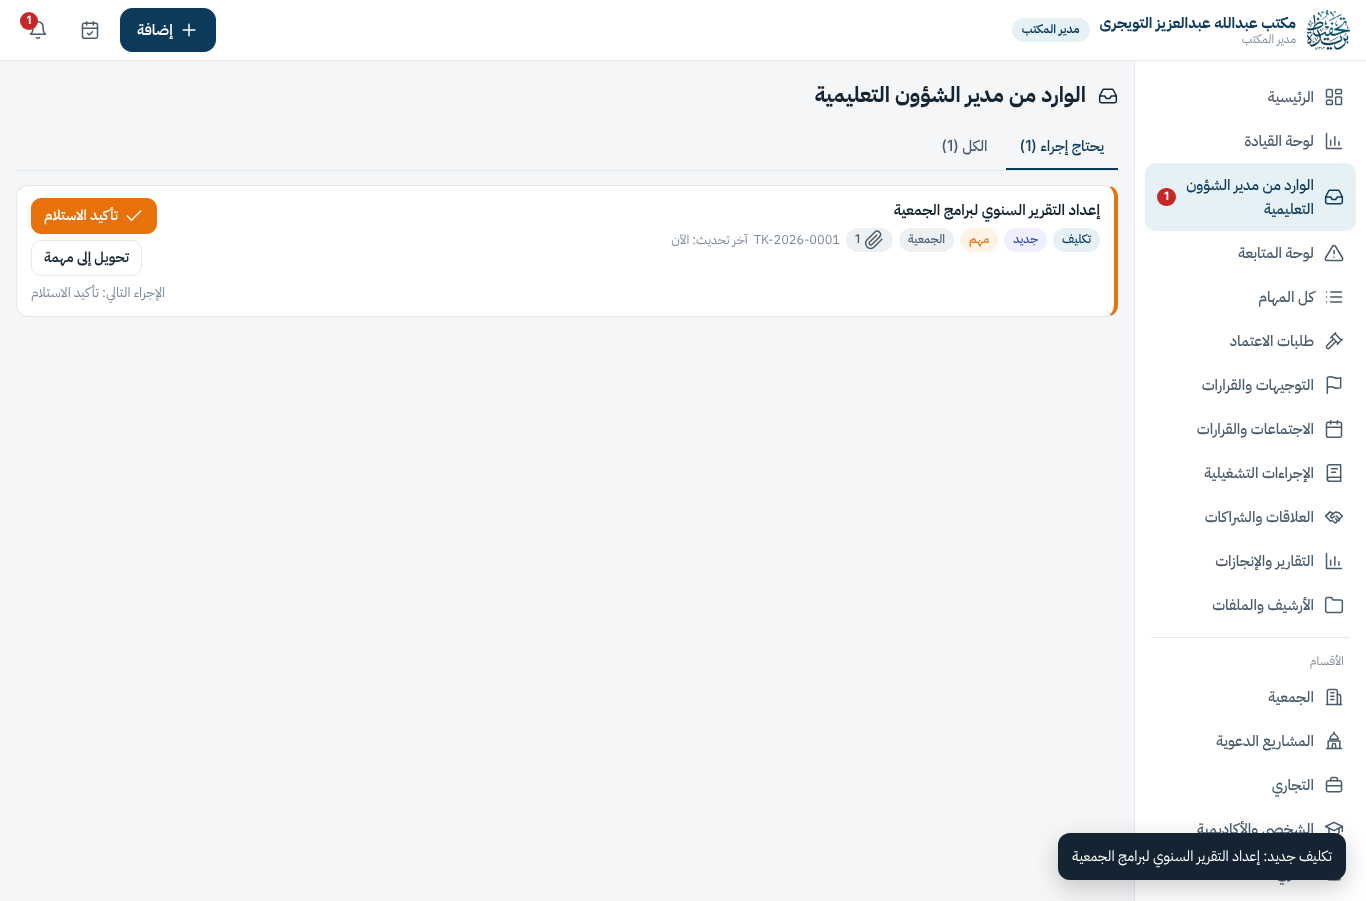 مكتب عبدالله عبدالعزيز التويجري
مدير المكتب
مدير المكتب
إضافة
1
الرئيسية
لوحة القيادة
الوارد من مدير الشؤون
التعليمية
1
لوحة المتابعة
كل المهام
طلبات الاعتماد
التوجيهات والقرارات
الاجتماعات والقرارات
الإجراءات التشغيلية
العلاقات والشراكات
التقارير والإنجازات
الأرشيف والملفات
الأقسام
الجمعية
المشاريع الدعوية
التجاري
الشخصي والأكاديمية
الوارد من مدير الشؤون التعليمية
يحتاج إجراء (1)
الكل (1)
إعداد التقرير السنوي لبرامج الجمعية
تكليف
جديد
مهم
الجمعية
1
TK-2026-0001
آخر تحديث: الآن
تأكيد الاستلام
تحويل إلى مهمة
الإجراء التالي: تأكيد الاستلام
تكليف جديد: إعداد التقرير السنوي لبرامج الجمعية